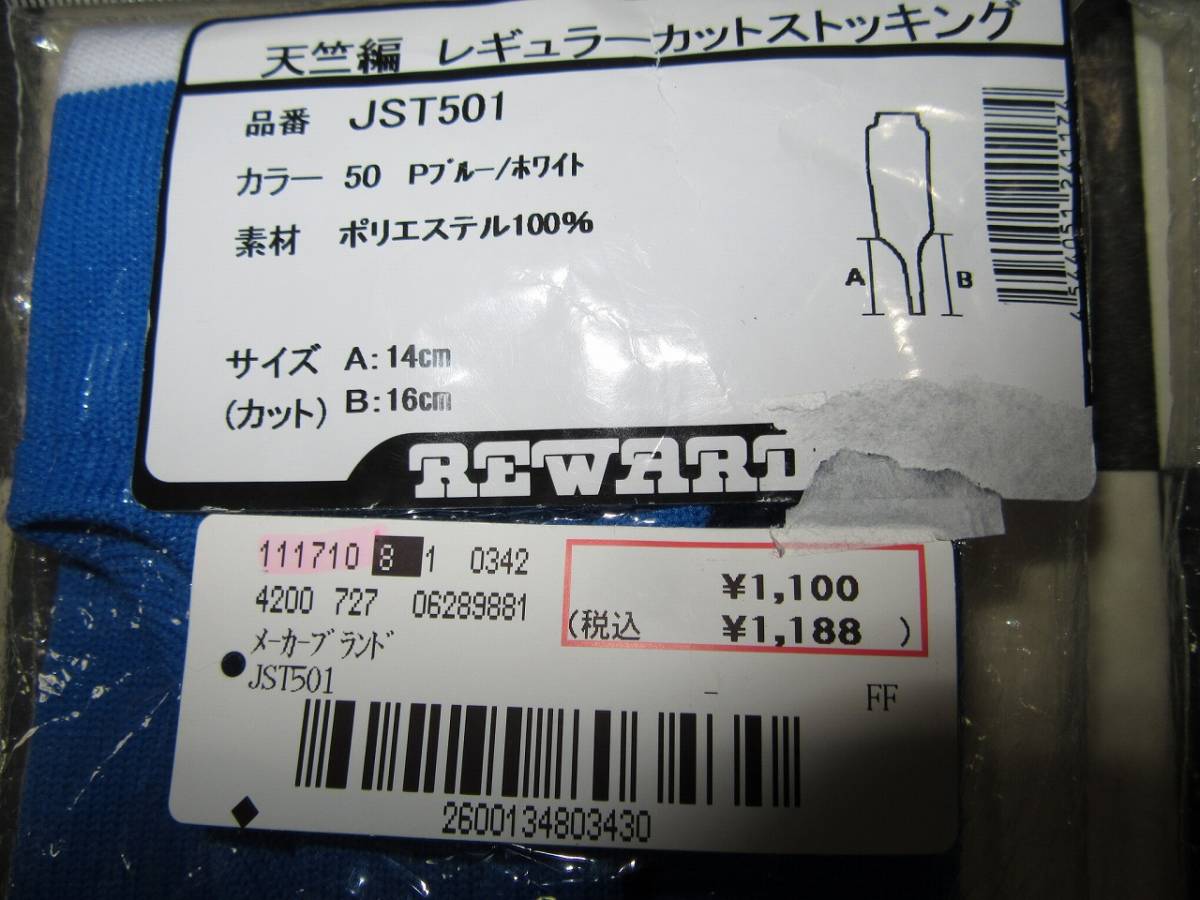 天竺編 レギュラーカットストッキング
品番 JST501
カラー 50 Pﾌﾞﾙｰ/ﾎﾜｲﾄ
素材 ポリエステル100%
A B
サイズ A:14cm
(カット) B:16cm
REWARD
111710 8 1 0342
4200 727 06289881
ﾒｰｶｰﾌﾞﾗﾝﾄﾞ
JST501
¥1,100
(税込 ¥1,188 )
FF
2600134803430